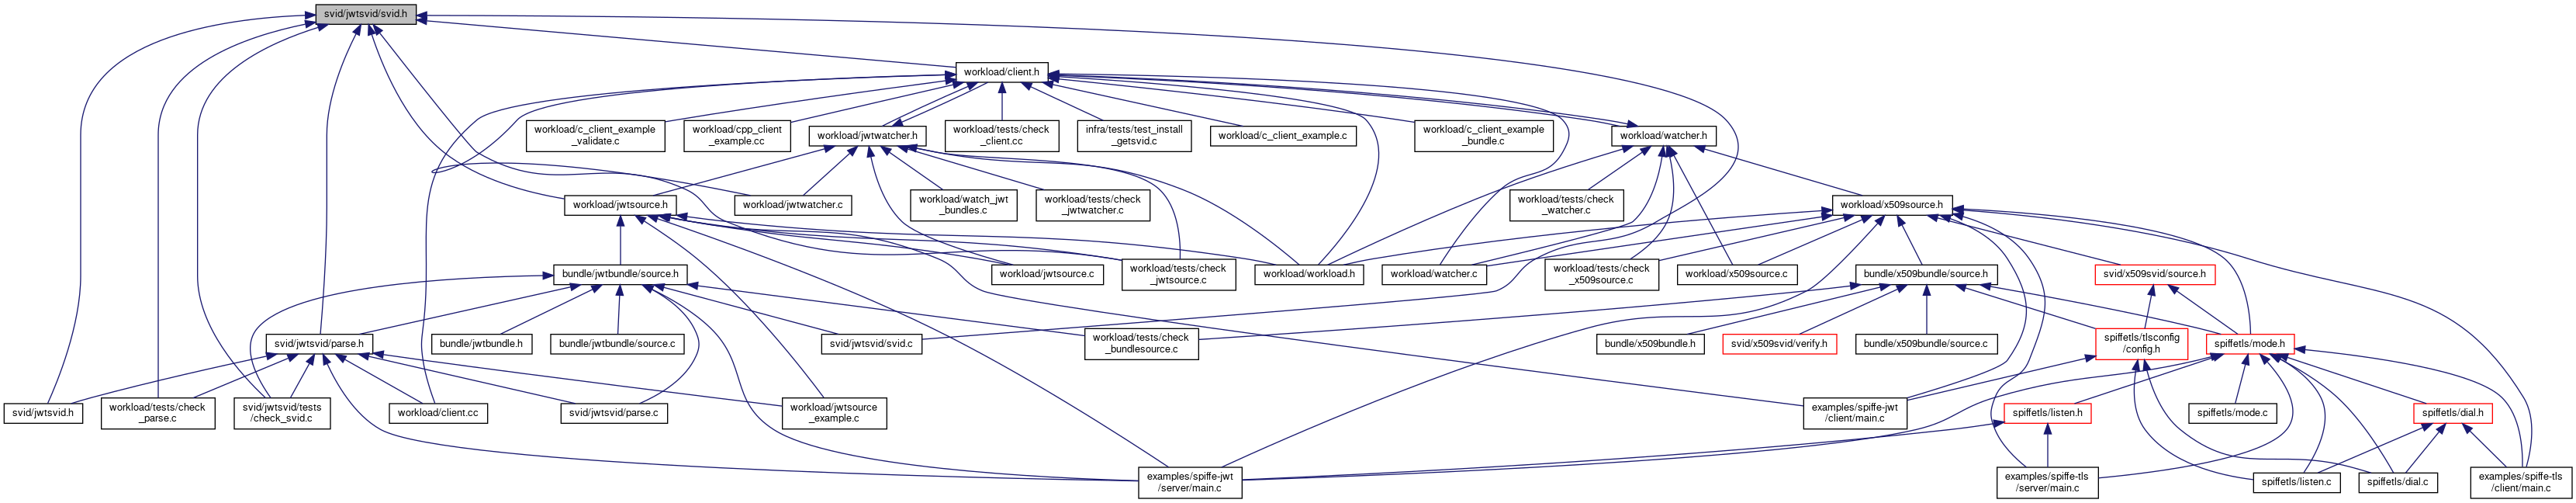 svid/jwtsvid/svid.h
workload/client.h
workload/c_client_example
_validate.c
workload/cpp_client
_example.cc
workload/jwtwatcher.h
workload/tests/check
_client.cc
infra/tests/test_install
_getsvid.c
workload/c_client_example.c
workload/c_client_example
_bundle.c
workload/watcher.h
workload/jwtsource.h
workload/jwtwatcher.c
workload/watch_jwt
_bundles.c
workload/tests/check
_jwtwatcher.c
workload/tests/check
_watcher.c
workload/x509source.h
bundle/jwtbundle/source.h
workload/jwtsource.c
workload/tests/check
_jwtsource.c
workload/workload.h
workload/watcher.c
workload/tests/check
_x509source.c
workload/x509source.c
bundle/x509bundle/source.h
svid/x509svid/source.h
svid/jwtsvid/parse.h
bundle/jwtbundle.h
bundle/jwtbundle/source.c
svid/jwtsvid/svid.c
workload/tests/check
_bundlesource.c
bundle/x509bundle.h
svid/x509svid/verify.h
bundle/x509bundle/source.c
spiffetls/tlsconfig
/config.h
spiffetls/mode.h
svid/jwtsvid.h
workload/tests/check
_parse.c
svid/jwtsvid/tests
/check_svid.c
workload/client.cc
svid/jwtsvid/parse.c
workload/jwtsource
_example.c
examples/spiffe-jwt
/client/main.c
spiffetls/listen.h
spiffetls/mode.c
spiffetls/dial.h
examples/spiffe-jwt
/server/main.c
examples/spiffe-tls
/server/main.c
spiffetls/listen.c
spiffetls/dial.c
examples/spiffe-tls
/client/main.c